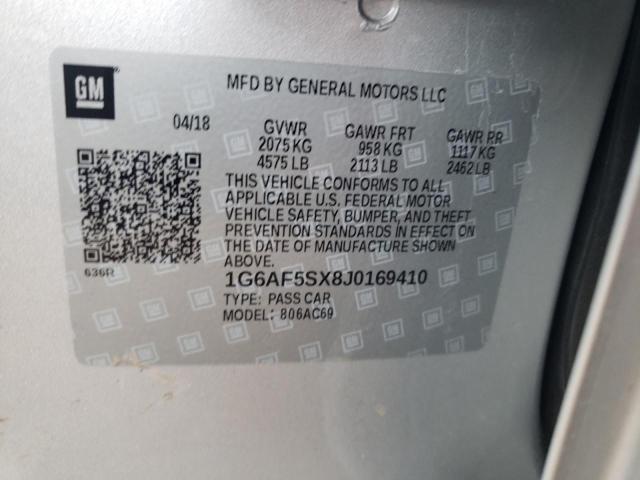 GM
MFD BY GENERAL MOTORS LLC
04/18 GVWR GAWR FRT GAWR RR
2075 KG 958 KG 1117 KG
4575 LB 2113 LB 2462 LB
THIS VEHICLE CONFORMS TO ALL
APPLICABLE U.S. FEDERAL MOTOR
VEHICLE SAFETY, BUMPER, AND THEFT
PREVENTION STANDARDS IN EFFECT ON
THE DATE OF MANUFACTURE SHOWN
ABOVE.
636R
1G6AF5SX8J0169410
TYPE: PASS CAR
MODEL: 806AC69